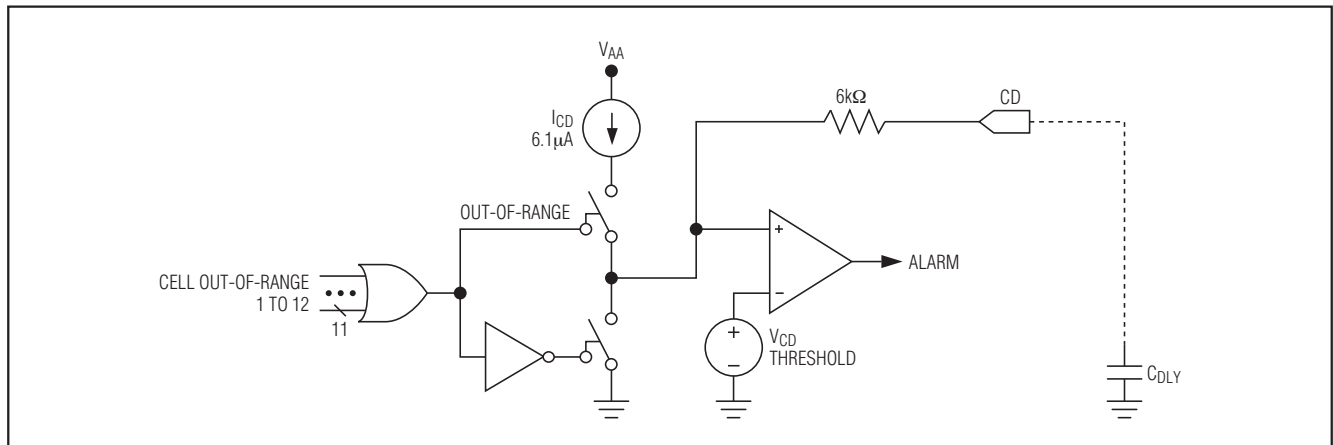 VAA
ICD
6.1μA
6kΩ
CD
OUT-OF-RANGE
CELL OUT-OF-RANGE
1 TO 12
11
+
−
ALARM
+
−
VCD
THRESHOLD
CDLY